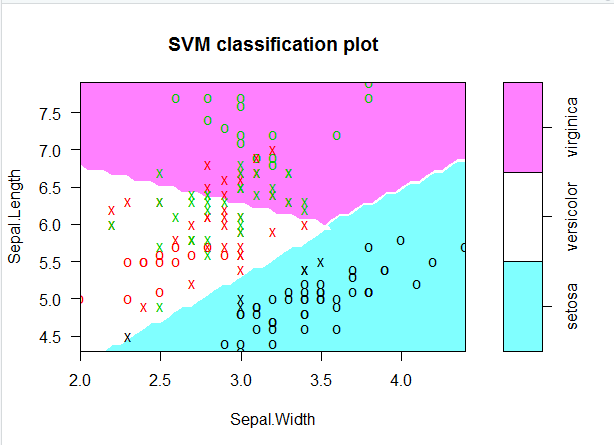 SVM classification plot
7.5
7.0
6.5
6.0
5.5
5.0
4.5
Sepal.Length
2.0 2.5 3.0 3.5 4.0
Sepal.Width
virginica
versicolor
setosa